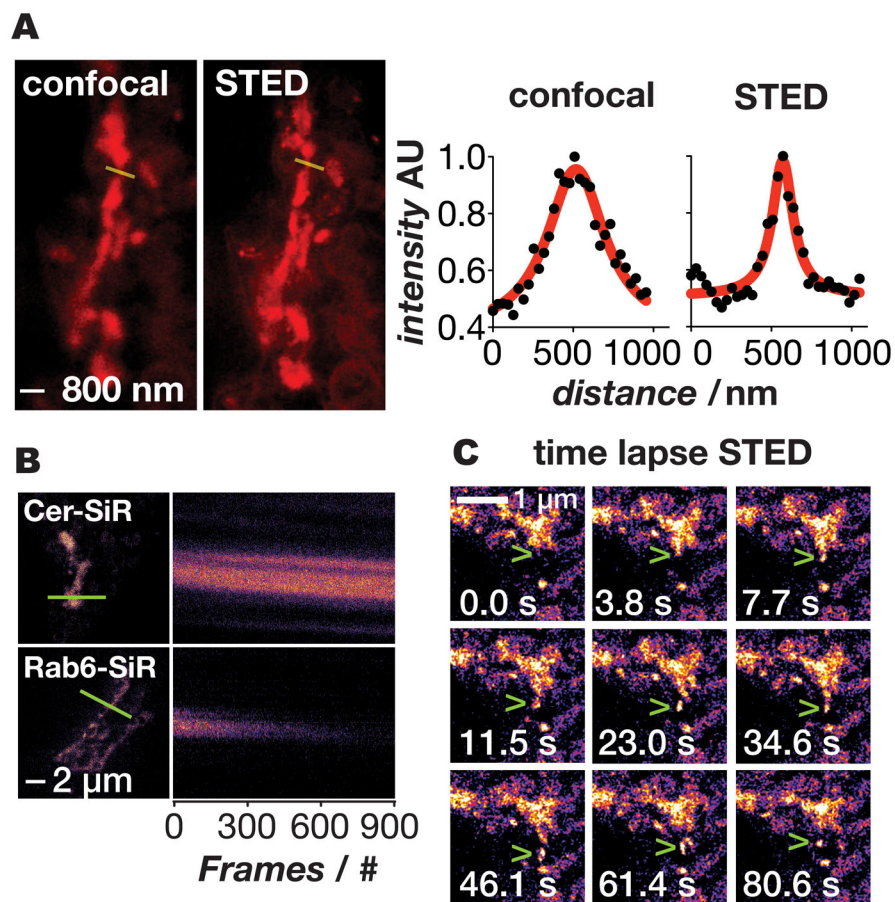 A
confocal
STED
800 nm
confocal
STED
intensity AU
1.0
0.8
0.6
0.4
0
500
1000
0
500
1000
distance / nm
B
Cer-SiR
Rab6-SiR
2 µm
0
300
600
900
Frames / #
C
time lapse STED
1 µm
>
0.0 s
>
3.8 s
>
7.7 s
>
11.5 s
>
23.0 s
>
34.6 s
>
46.1 s
>
61.4 s
>
80.6 s